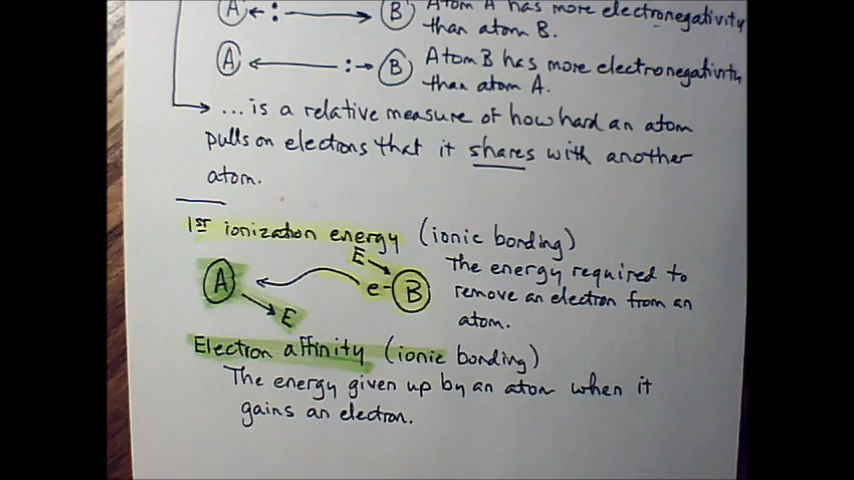 A : B Atom A has more electronegativity
than atom B.
A : B Atom B has more electronegativity
than atom A.
... is a relative measure of how hard an atom
pulls on electrons that it shares with another
atom.
1ST ionization energy (ionic bonding)
E
The energy required to
A e- B
remove an electron from an
E
atom.
Electron affinity (ionic bonding)
The energy given up by an atom when it
gains an electron.